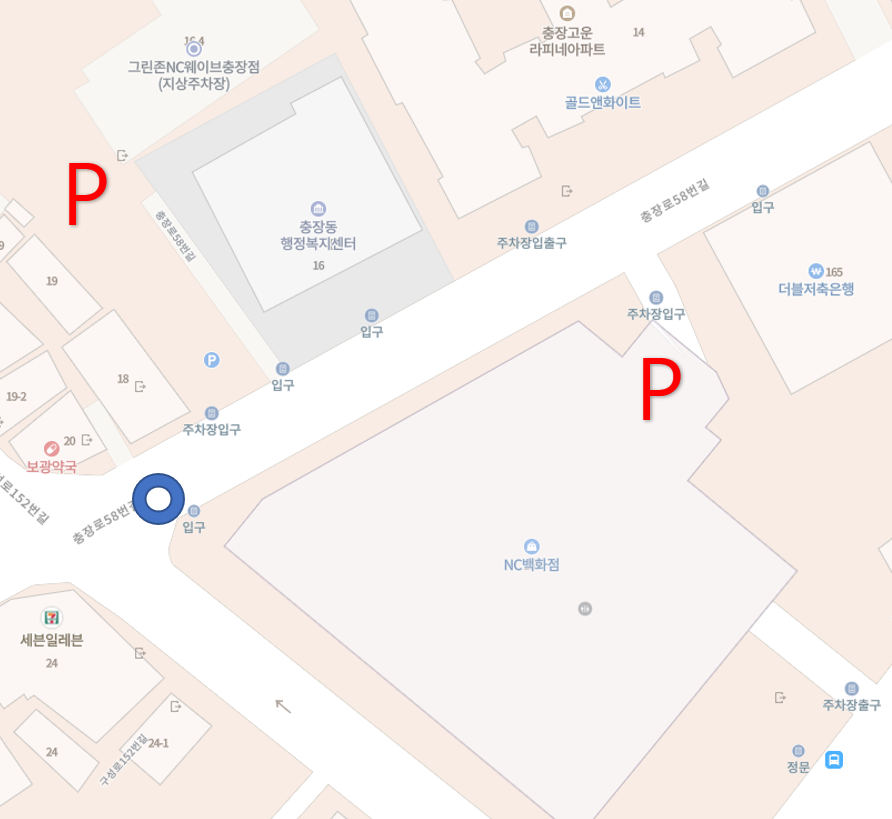 충장고운
라피네아파트
14
16-4
그린존NC웨이브충장점
(지상주차장)
골드앤화이트
P
충장로58번길
충장동
행정복지센터
16
충장로58번길
입구
주차장입출구
9
19
165
더블저축은행
주차장입구
입구
P
입구
P
18
19-2
주차장입구
20
보광약국
충장로58번길
입구
NC백화점
7
세븐일레븐
24
24
24-1
구성로152번길
주차장출구
정문